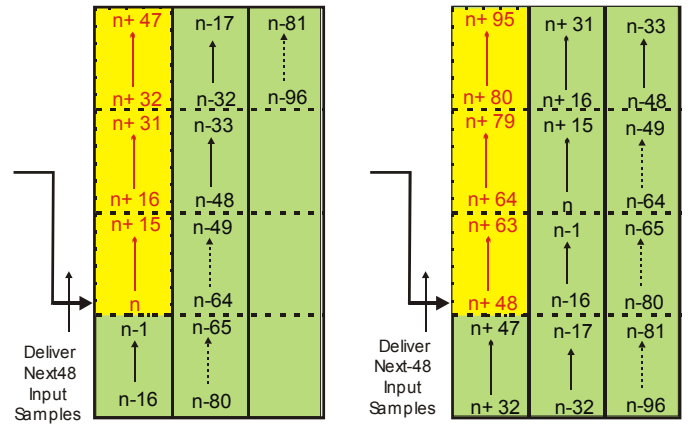 n+ 47 n-17 n-81
n+ 32 n-32 n-96
n+ 31 n-33
n+ 16 n-48
n+ 15 n-49
n n-64
n-1 n-65
n-16 n-80
Deliver
Next48
Input
Samples
n+ 95 n+ 31 n-33
n+ 80 n+ 16 n-48
n+ 79 n+ 15 n-49
n+ 64 n n-64
n+ 63 n-1 n-65
n+ 48 n-16 n-80
n+ 47 n-17 n-81
n+ 32 n-32 n-96
Deliver
Next-48
Input
Samples